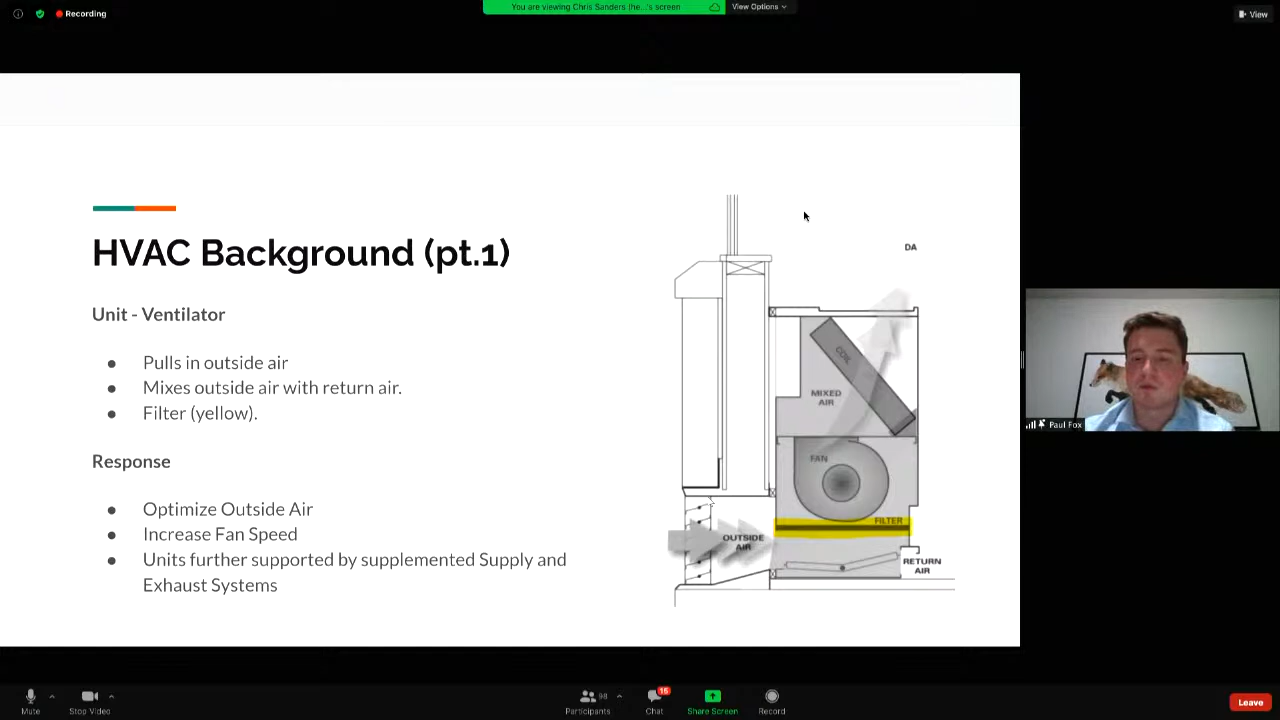 Recording
You are viewing Chris Sanders the...'s screen
View Options
View
HVAC Background (pt.1)
Unit - Ventilator
● Pulls in outside air
● Mixes outside air with return air.
● Filter (yellow).
Response
● Optimize Outside Air
● Increase Fan Speed
● Units further supported by supplemented Supply and
Exhaust Systems
DA
COIL
MIXED
AIR
FAN
FILTER
OUTSIDE
AIR
RETURN
AIR
Paul Fox
Mute
Stop Video
98
Participants
15
Chat
Share Screen
Record
Leave